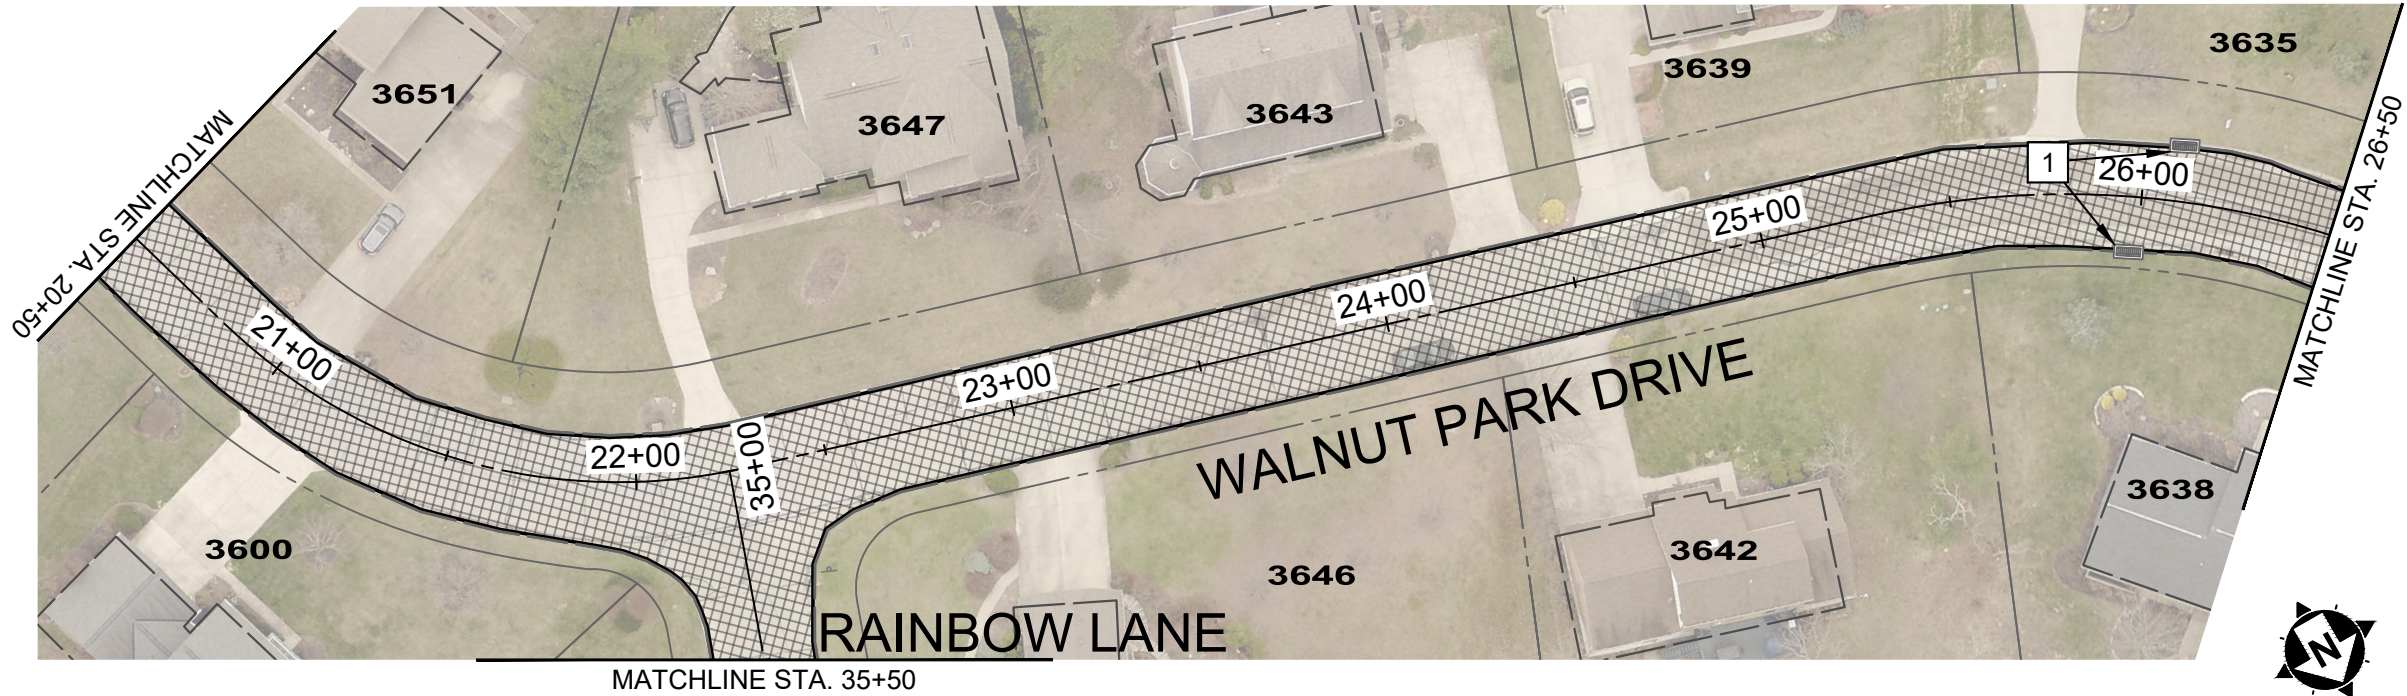 3635
3639
3651
3643
3647
MATCHLINE STA. 20+50
MATCHLINE STA. 26+50
1
26+00
25+00
24+00
21+00
23+00
22+00
35+00
WALNUT PARK DRIVE
3638
3600
3642
3646
RAINBOW LANE
MATCHLINE STA. 35+50
N